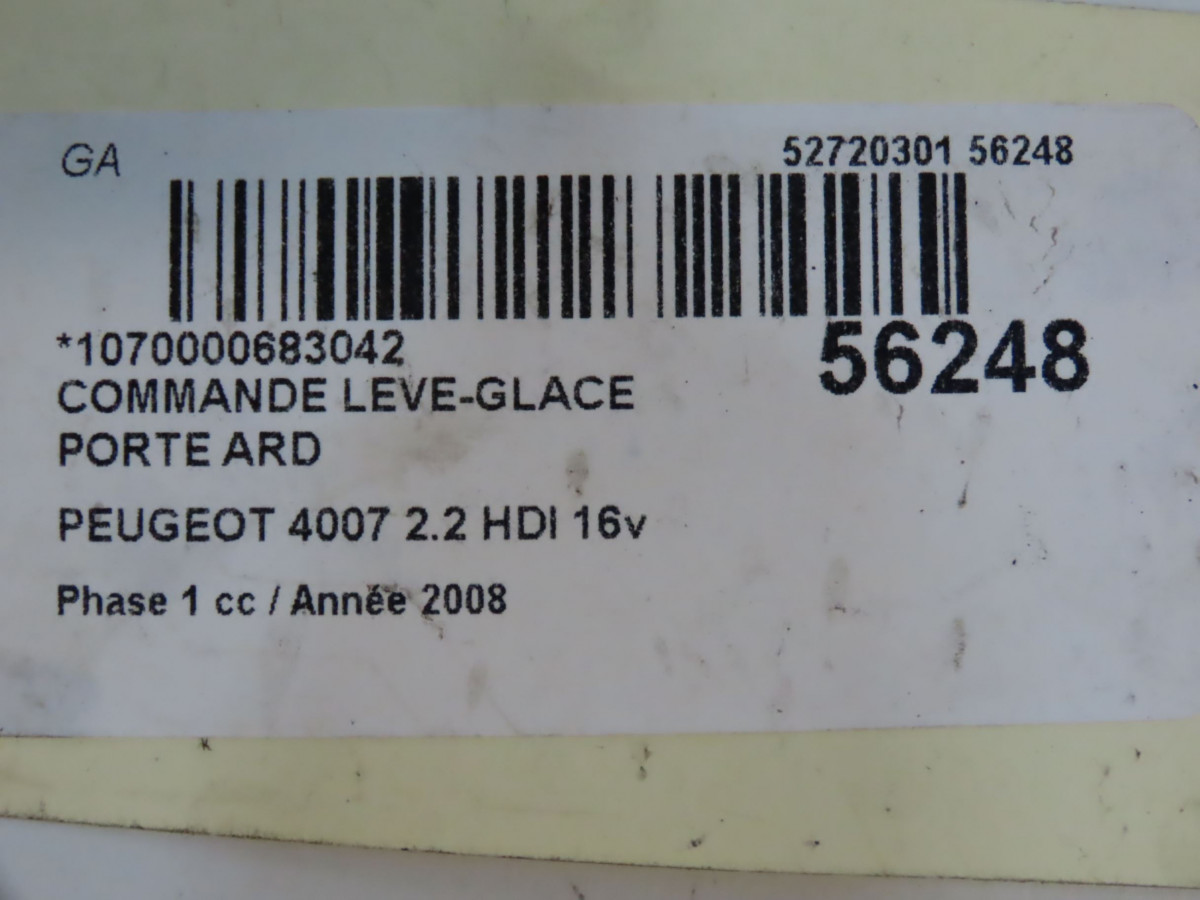 GA
52720301 56248
*1070000683042
56248
COMMANDE LEVE-GLACE
PORTE ARD
PEUGEOT 4007 2.2 HDI 16v
Phase 1 cc / Année 2008